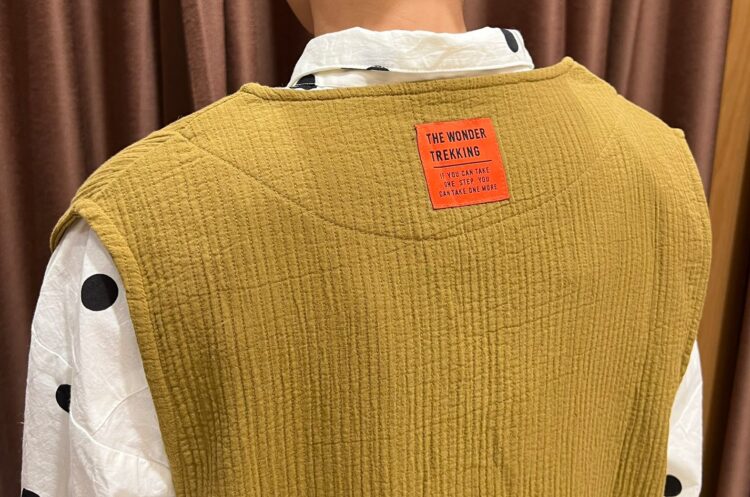 THE WONDER
TREKKING
IF YOU CAN TAKE
ONE STEP YOU
CAN TAKE ONE MORE